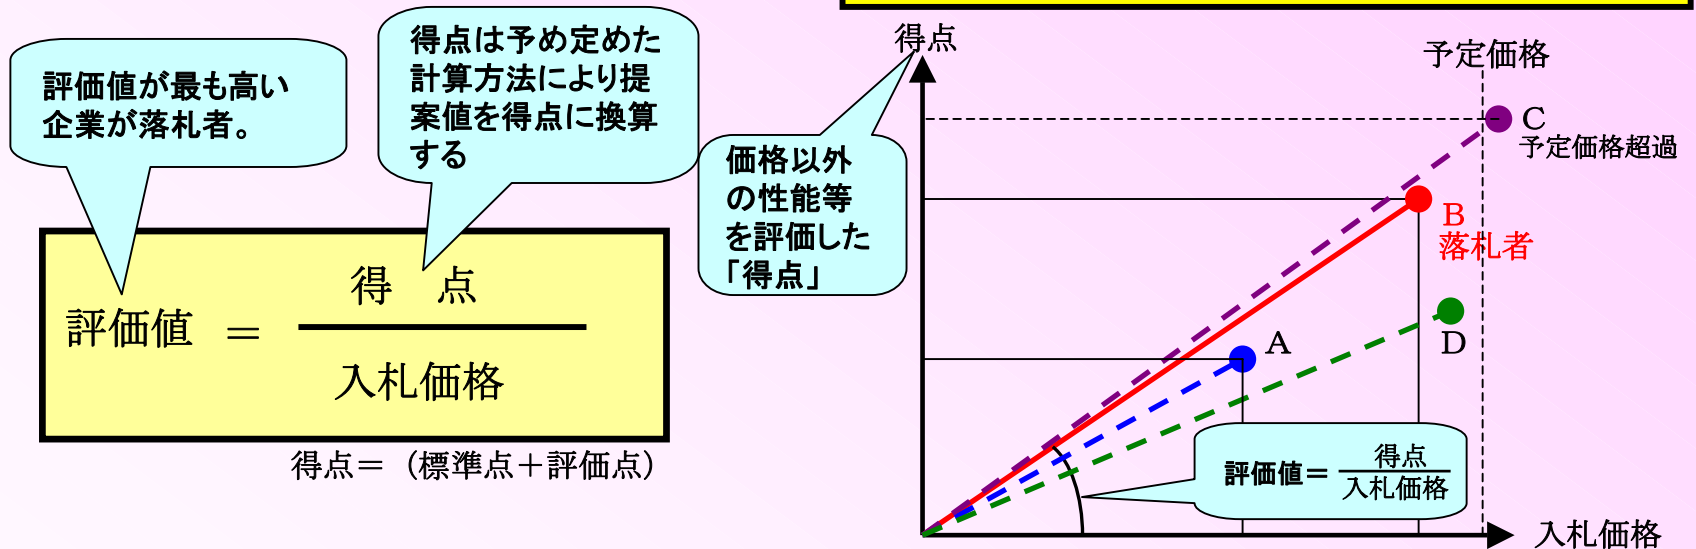 評価値が最も高い
企業が落札者。
得点は予め定めた
計算方法により提
案値を得点に換算
する
評価値 = 得 点
入札価格
得点=(標準点+評価点)
価格以外
の性能等
を評価した
「得点」
得点
予定価格
C
予定価格超過
B
落札者
A
D
評価値= 得点
入札価格
入札価格